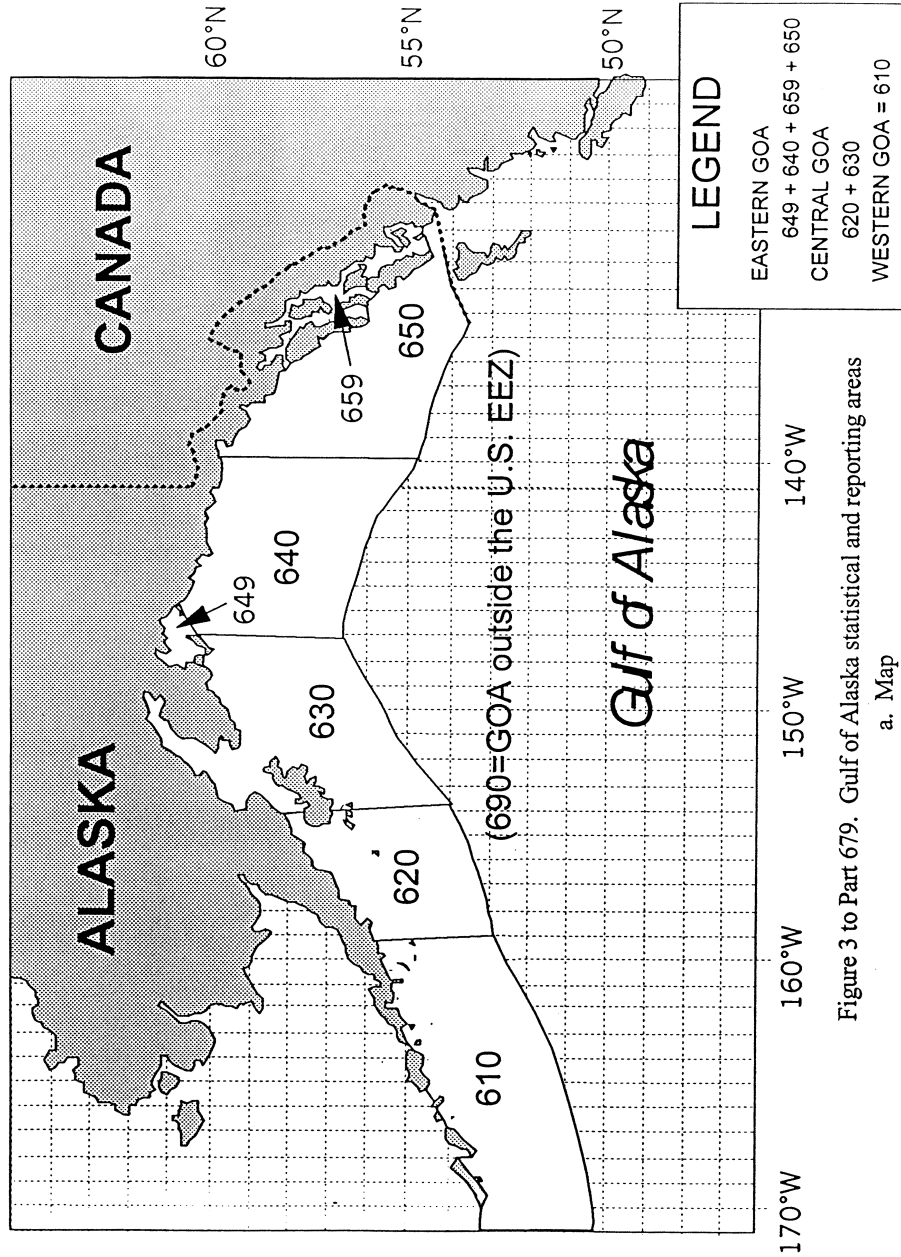 ALASKA
CANADA
60°N
55°N
50°N
649
640
630
620
610
659
650
(690=GOA outside the U.S. EEZ)
Gulf of Alaska
170°W
160°W
150°W
140°W
LEGEND
EASTERN GOA
649 + 640 + 659 + 650
CENTRAL GOA
620 + 630
WESTERN GOA = 610
Figure 3 to Part 679. Gulf of Alaska statistical and reporting areas
a. Map